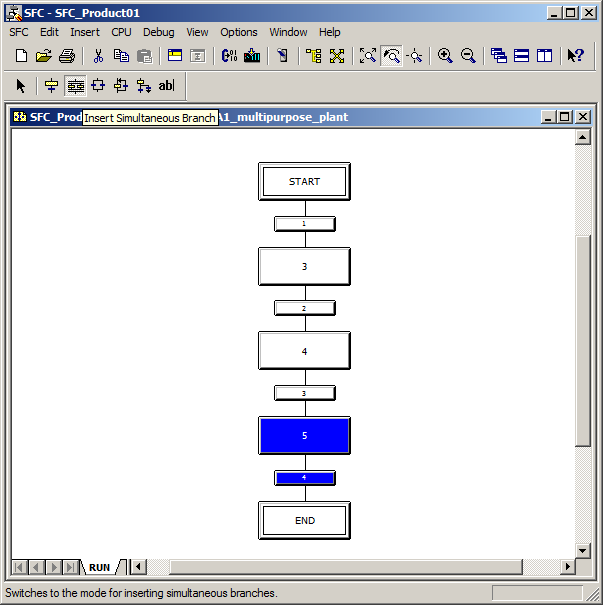 SFC - SFC_Product01
SFC Edit Insert CPU Debug View Options Window Help
abl
SFC_Prod
Insert Simultaneous Branch
A1_multipurpose_plant
START
1
3
2
4
3
5
4
END
RUN
Switches to the mode for inserting simultaneous branches.